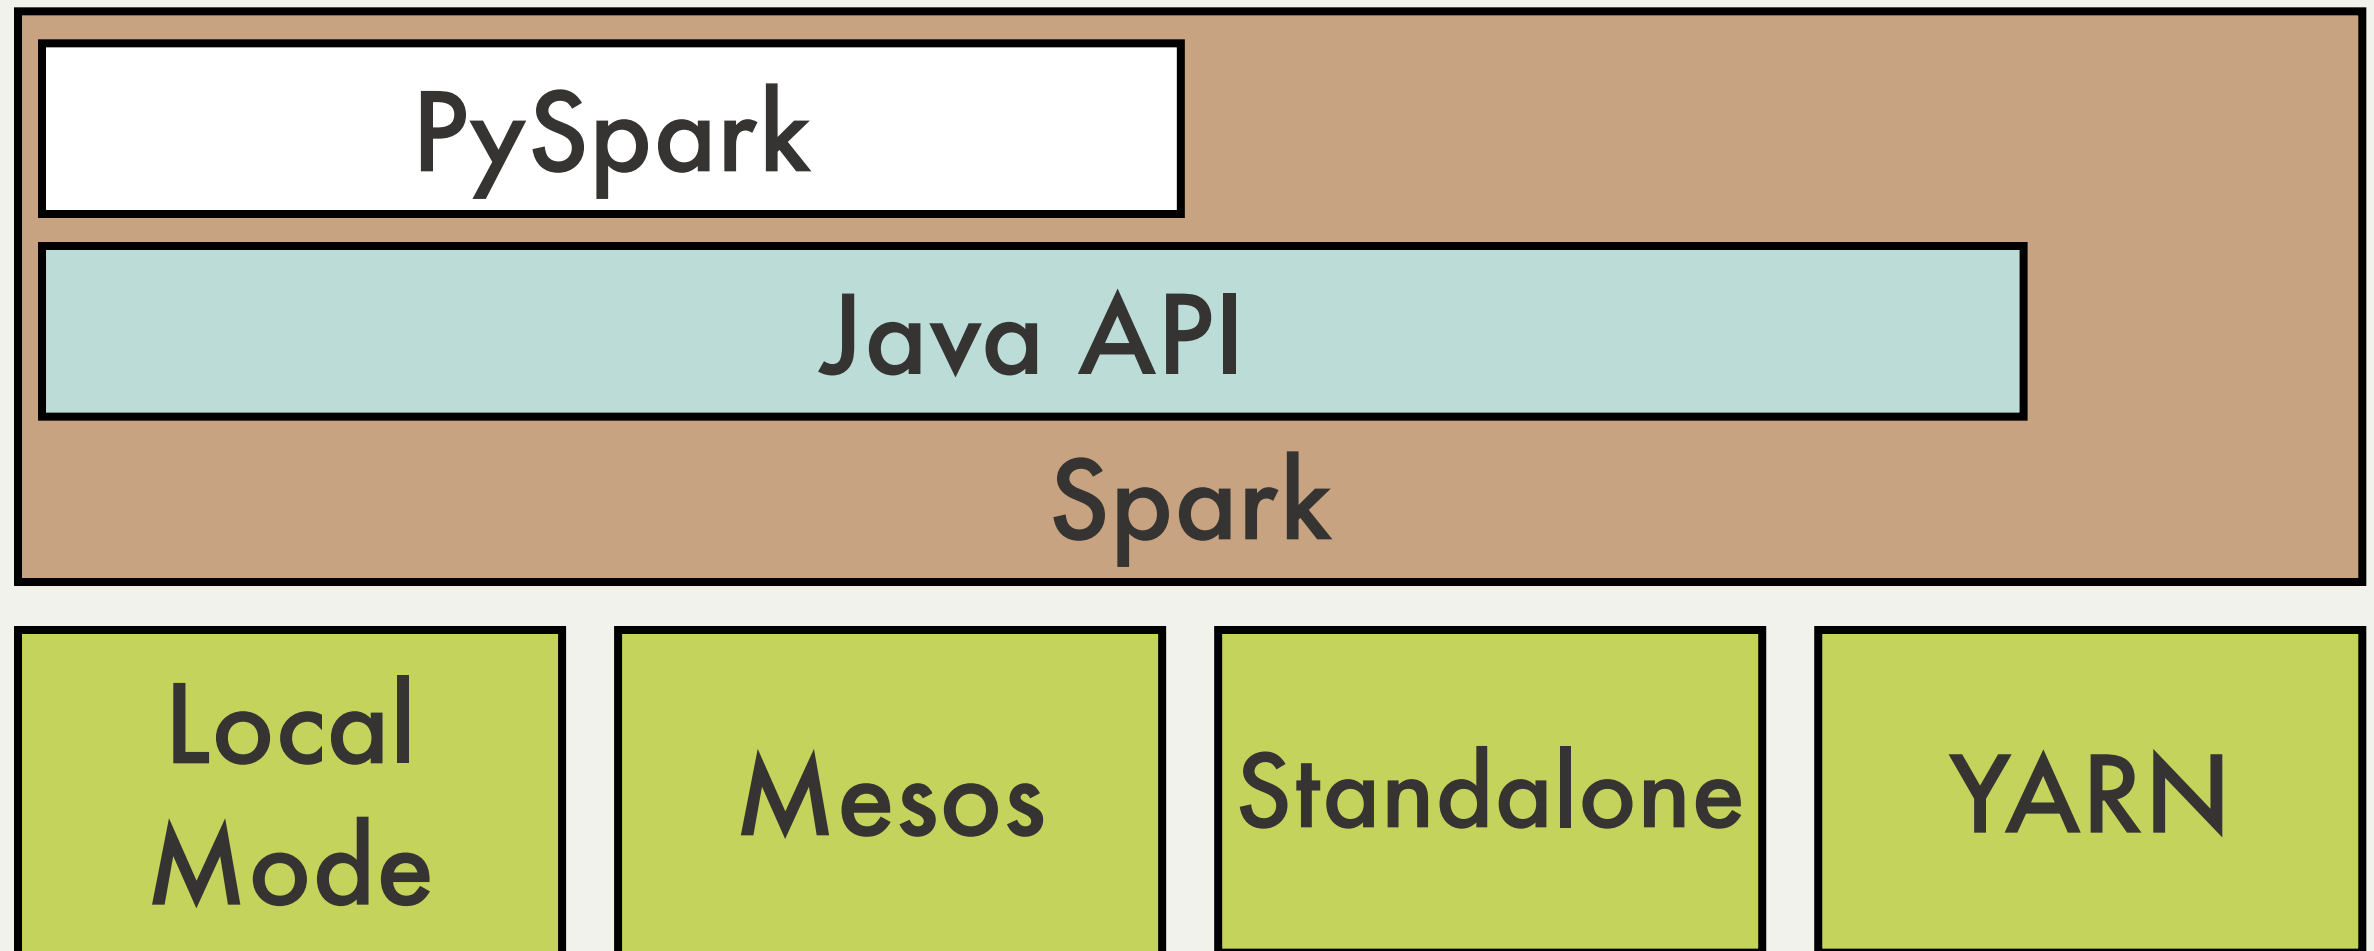 PySpark
Java API
Spark
Local
Mode
Mesos
Standalone
YARN